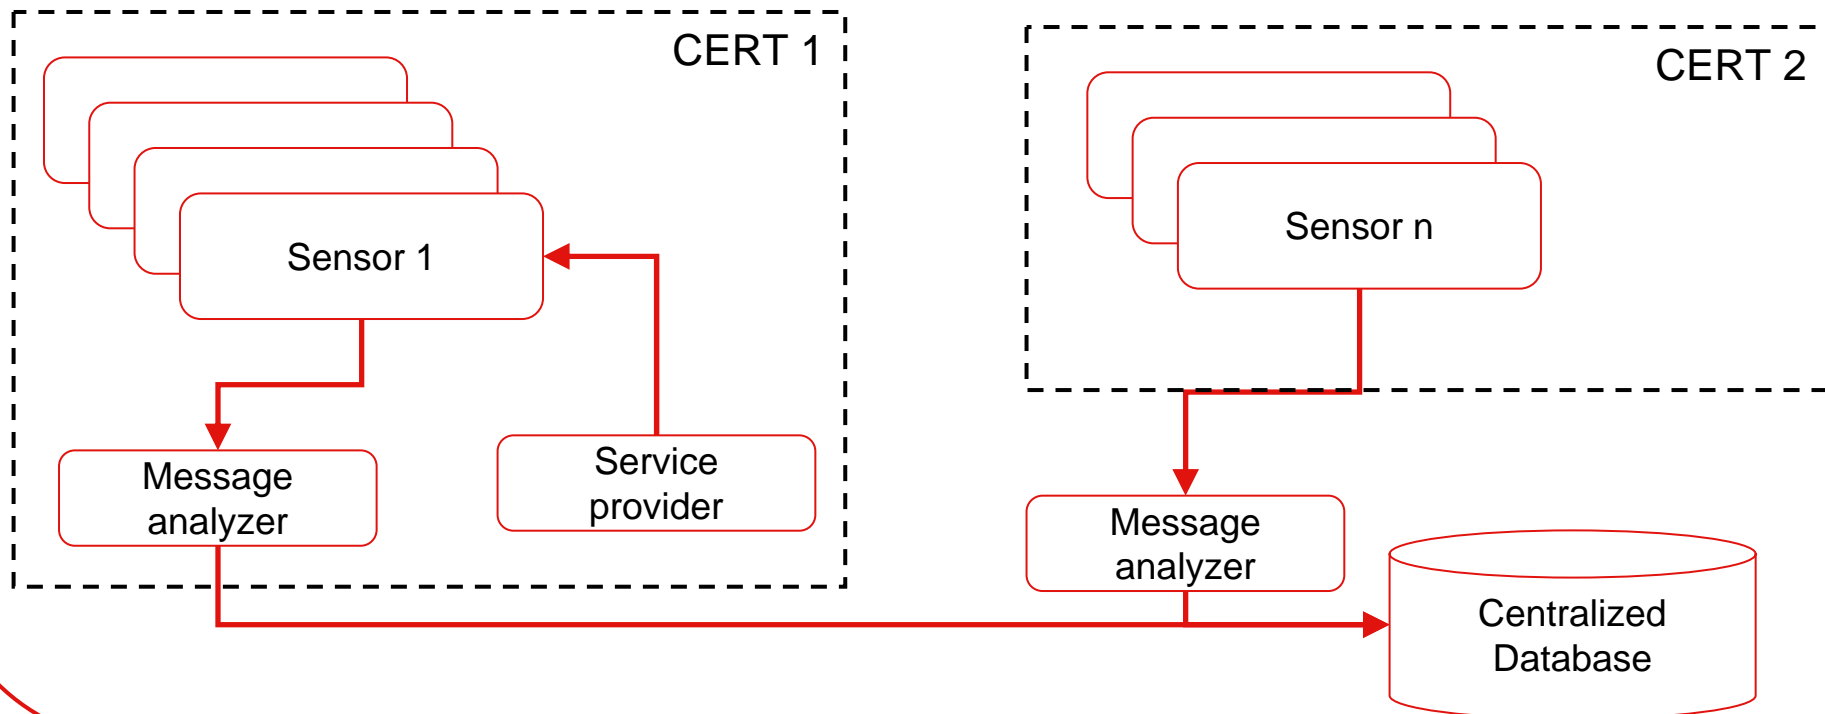 CERT 1
Sensor 1
Message
analyzer
Service
provider
CERT 2
Sensor n
Message
analyzer
Centralized
Database